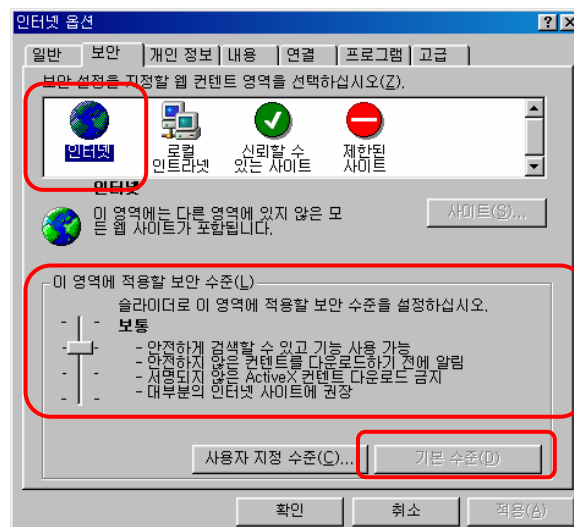 인터넷 옵션
일반 보안 개인 정보 내용 연결 프로그램 고급
보안 설정을 지정할 웹 컨텐트 영역을 선택하십시오(Z).
인터넷
로컬
인트라넷
신뢰할 수
있는 사이트
제한된
사이트
인터넷
이 영역에는 다른 영역에 있지 않은 모
든 웹 사이트가 포함됩니다.
사이트(S)...
이 영역에 적용할 보안 수준(L)
슬라이더로 이 영역에 적용할 보안 수준을 설정하십시오.
보통
- 안전하게 검색할 수 있고 기능 사용 가능
- 안전하지 않은 컨텐트를 다운로드하기 전에 알림
- 서명되지 않은 ActiveX 컨텐트 다운로드 금지
- 대부분의 인터넷 사이트에 권장
사용자 지정 수준(C)... 기본 수준(D)
확인 취소 적용(A)